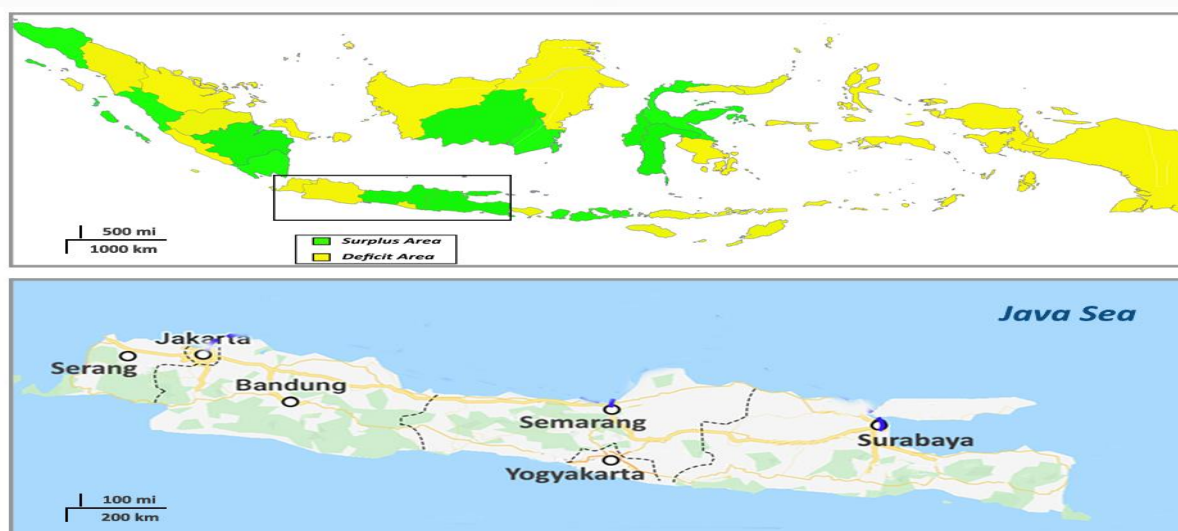 500 mi
1000 km
Surplus Area
Deficit Area
Java Sea
Jakarta
Serang
Bandung
Semarang
Surabaya
Yogyakarta
100 mi
200 km